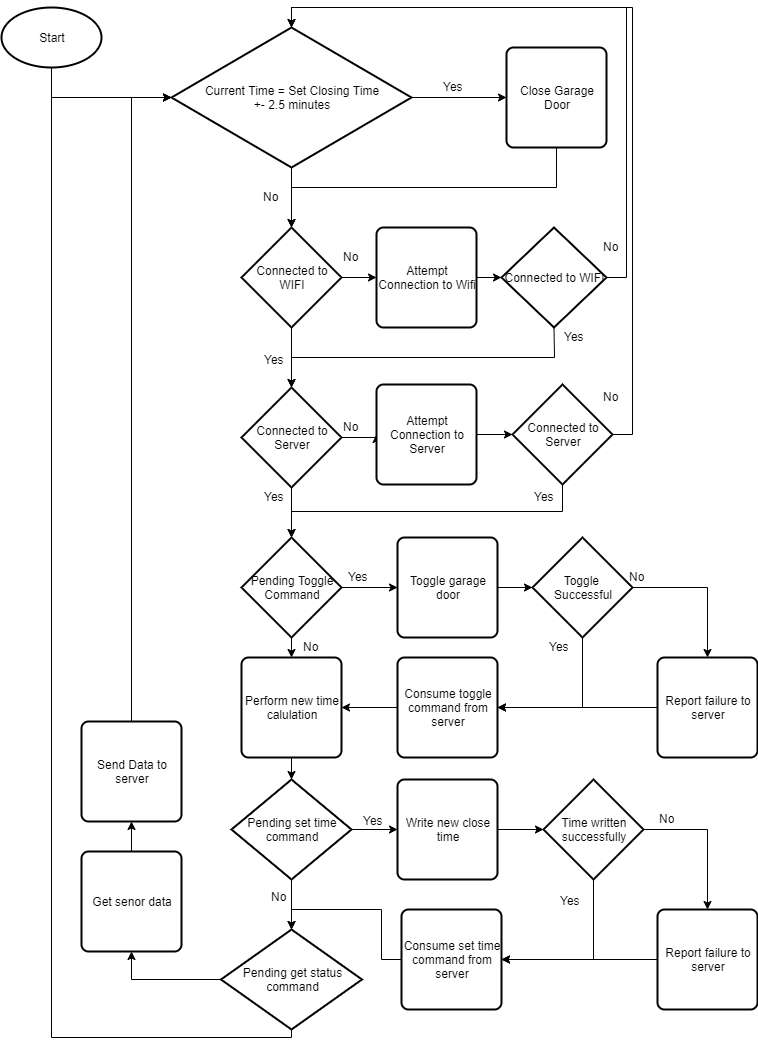 Start
Current Time = Set Closing Time
+- 2.5 minutes
Yes
Close Garage
Door
No
Connected to
WIFI
No
Attempt
Connection to Wifi
Connected to WIFI
No
Yes
Yes
Connected to
Server
No
Attempt
Connection to
Server
Connected to
Server
No
Yes
Yes
Pending Toggle
Command
Yes
Toggle garage
door
Toggle
Successful
No
Yes
No
Perform new time
calulation
Consume toggle
command from
server
Report failure to
server
Send Data to
server
Pending set time
command
Yes
Write new close
time
Time written
successfully
No
Yes
No
Get senor data
Consume set time
command from
server
Report failure to
server
Pending get status
command